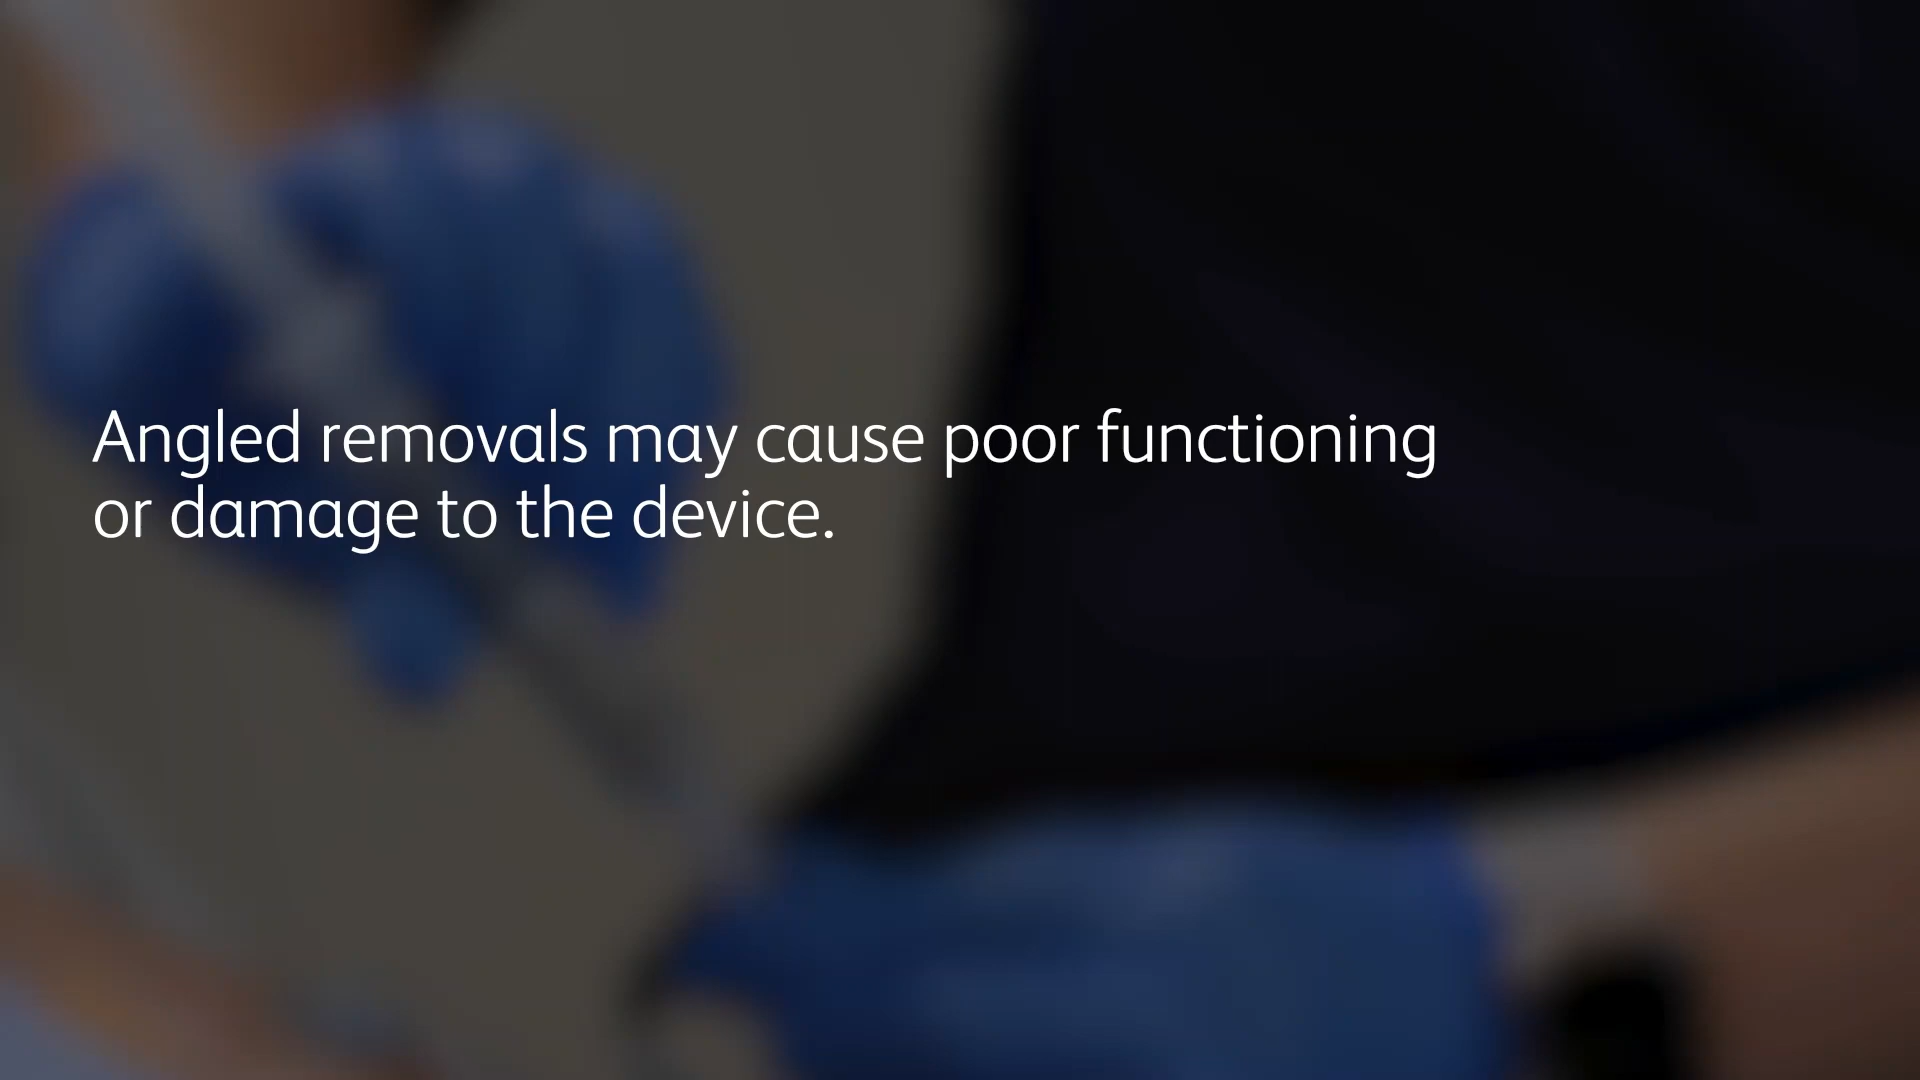 Angled removals may cause poor functioning
or damage to the device.